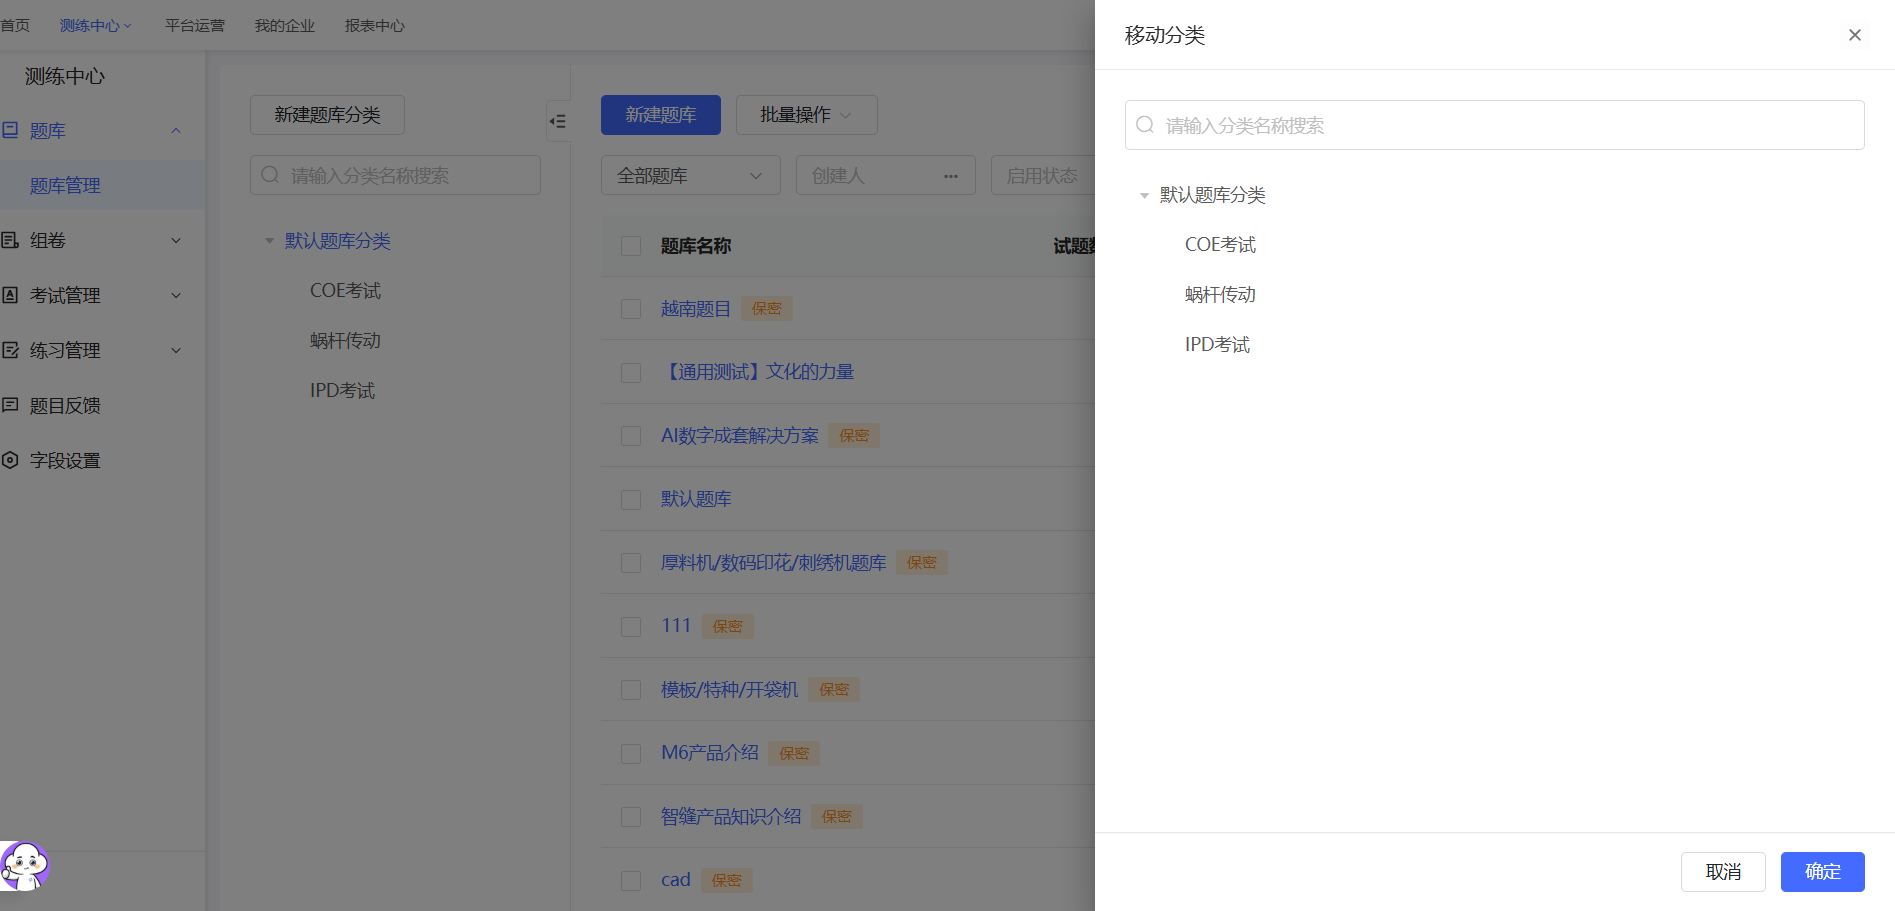 首页 测练中心 平台运营 我的企业 报表中心
测练中心
题库
题库管理
组卷
考试管理
练习管理
题目反馈
字段设置
新建题库分类
请输入分类名称搜索
默认题库分类
COE考试
蜗杆传动
IPD考试
新建题库 批量操作
全部题库 创建人 启用状态
题库名称 试题数
越南题目 保密
【通用测试】文化的力量
AI数字成套解决方案 保密
默认题库
厚料机/数码印花/刺绣机题库 保密
111 保密
模板/特种/开袋机 保密
M6产品介绍 保密
智缝产品知识介绍 保密
cad 保密
移动分类
请输入分类名称搜索
默认题库分类
COE考试
蜗杆传动
IPD考试
取消 确定